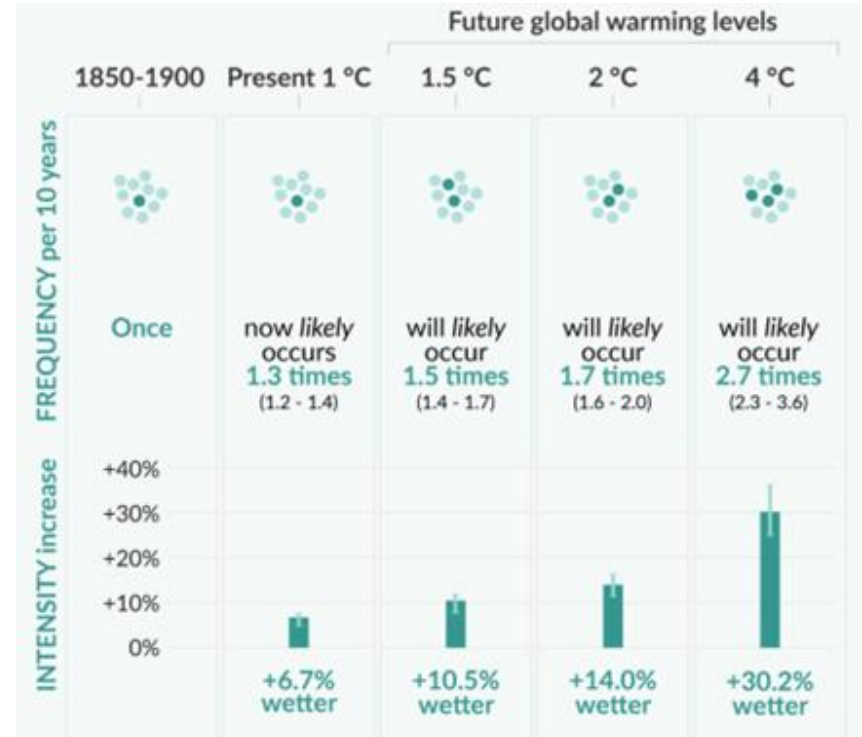 Future global warming levels
1850-1900 Present 1 °C 1.5 °C 2 °C 4 °C
FREQUENCY per 10 years
Once
now likely
occurs
1.3 times
(1.2 - 1.4)
will likely
occur
1.5 times
(1.4 - 1.7)
will likely
occur
1.7 times
(1.6 - 2.0)
will likely
occur
2.7 times
(2.3 - 3.6)
INTENSITY increase
+40%
+30%
+20%
+10%
0%
+6.7%
wetter
+10.5%
wetter
+14.0%
wetter
+30.2%
wetter